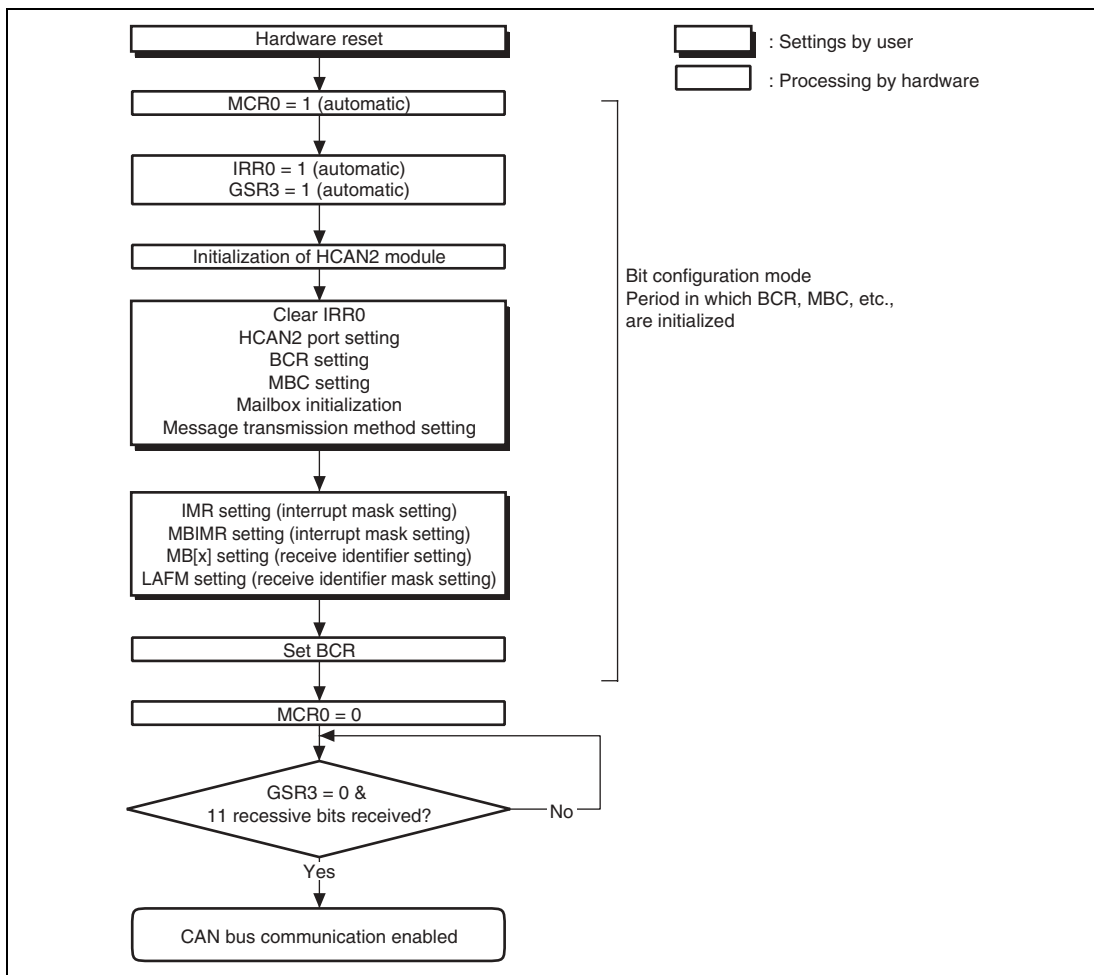 Hardware reset
: Settings by user
: Processing by hardware
MCR0 = 1 (automatic)
IRR0 = 1 (automatic)
GSR3 = 1 (automatic)
Initialization of HCAN2 module
Bit configuration mode
Period in which BCR, MBC, etc.,
are initialized
Clear IRR0
HCAN2 port setting
BCR setting
MBC setting
Mailbox initialization
Message transmission method setting
IMR setting (interrupt mask setting)
MBIMR setting (interrupt mask setting)
MB[x] setting (receive identifier setting)
LAFM setting (receive identifier mask setting)
Set BCR
MCR0 = 0
GSR3 = 0 &
11 recessive bits received?
No
Yes
CAN bus communication enabled